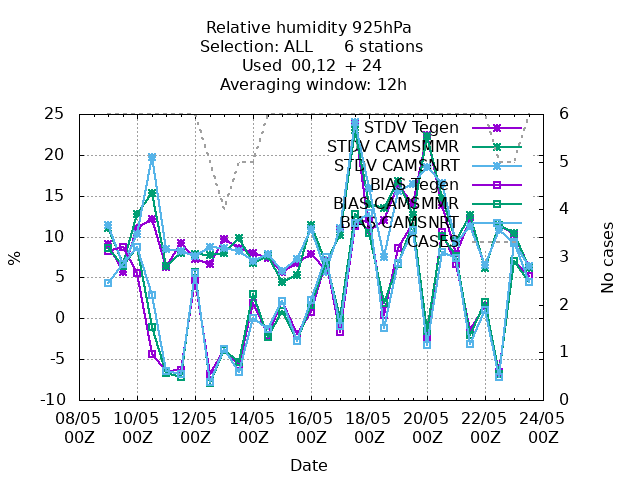 Relative humidity 925hPa
Selection: ALL 6 stations
Used 00,12 + 24
Averaging window: 12h
25 20 15 10 5 0 -5 -10
%
6 5 4 3 2 1 0
No cases
STDV Tegen
STDV CAMSMMR
STDV CAMSNRT
BIAS Tegen
BIAS CAMSMMR
BIAS CAMSNRT
CASES
08/05 10/05 12/05 14/05 16/05 18/05 20/05 22/05 24/05
00Z 00Z 00Z 00Z 00Z 00Z 00Z 00Z 00Z
Date